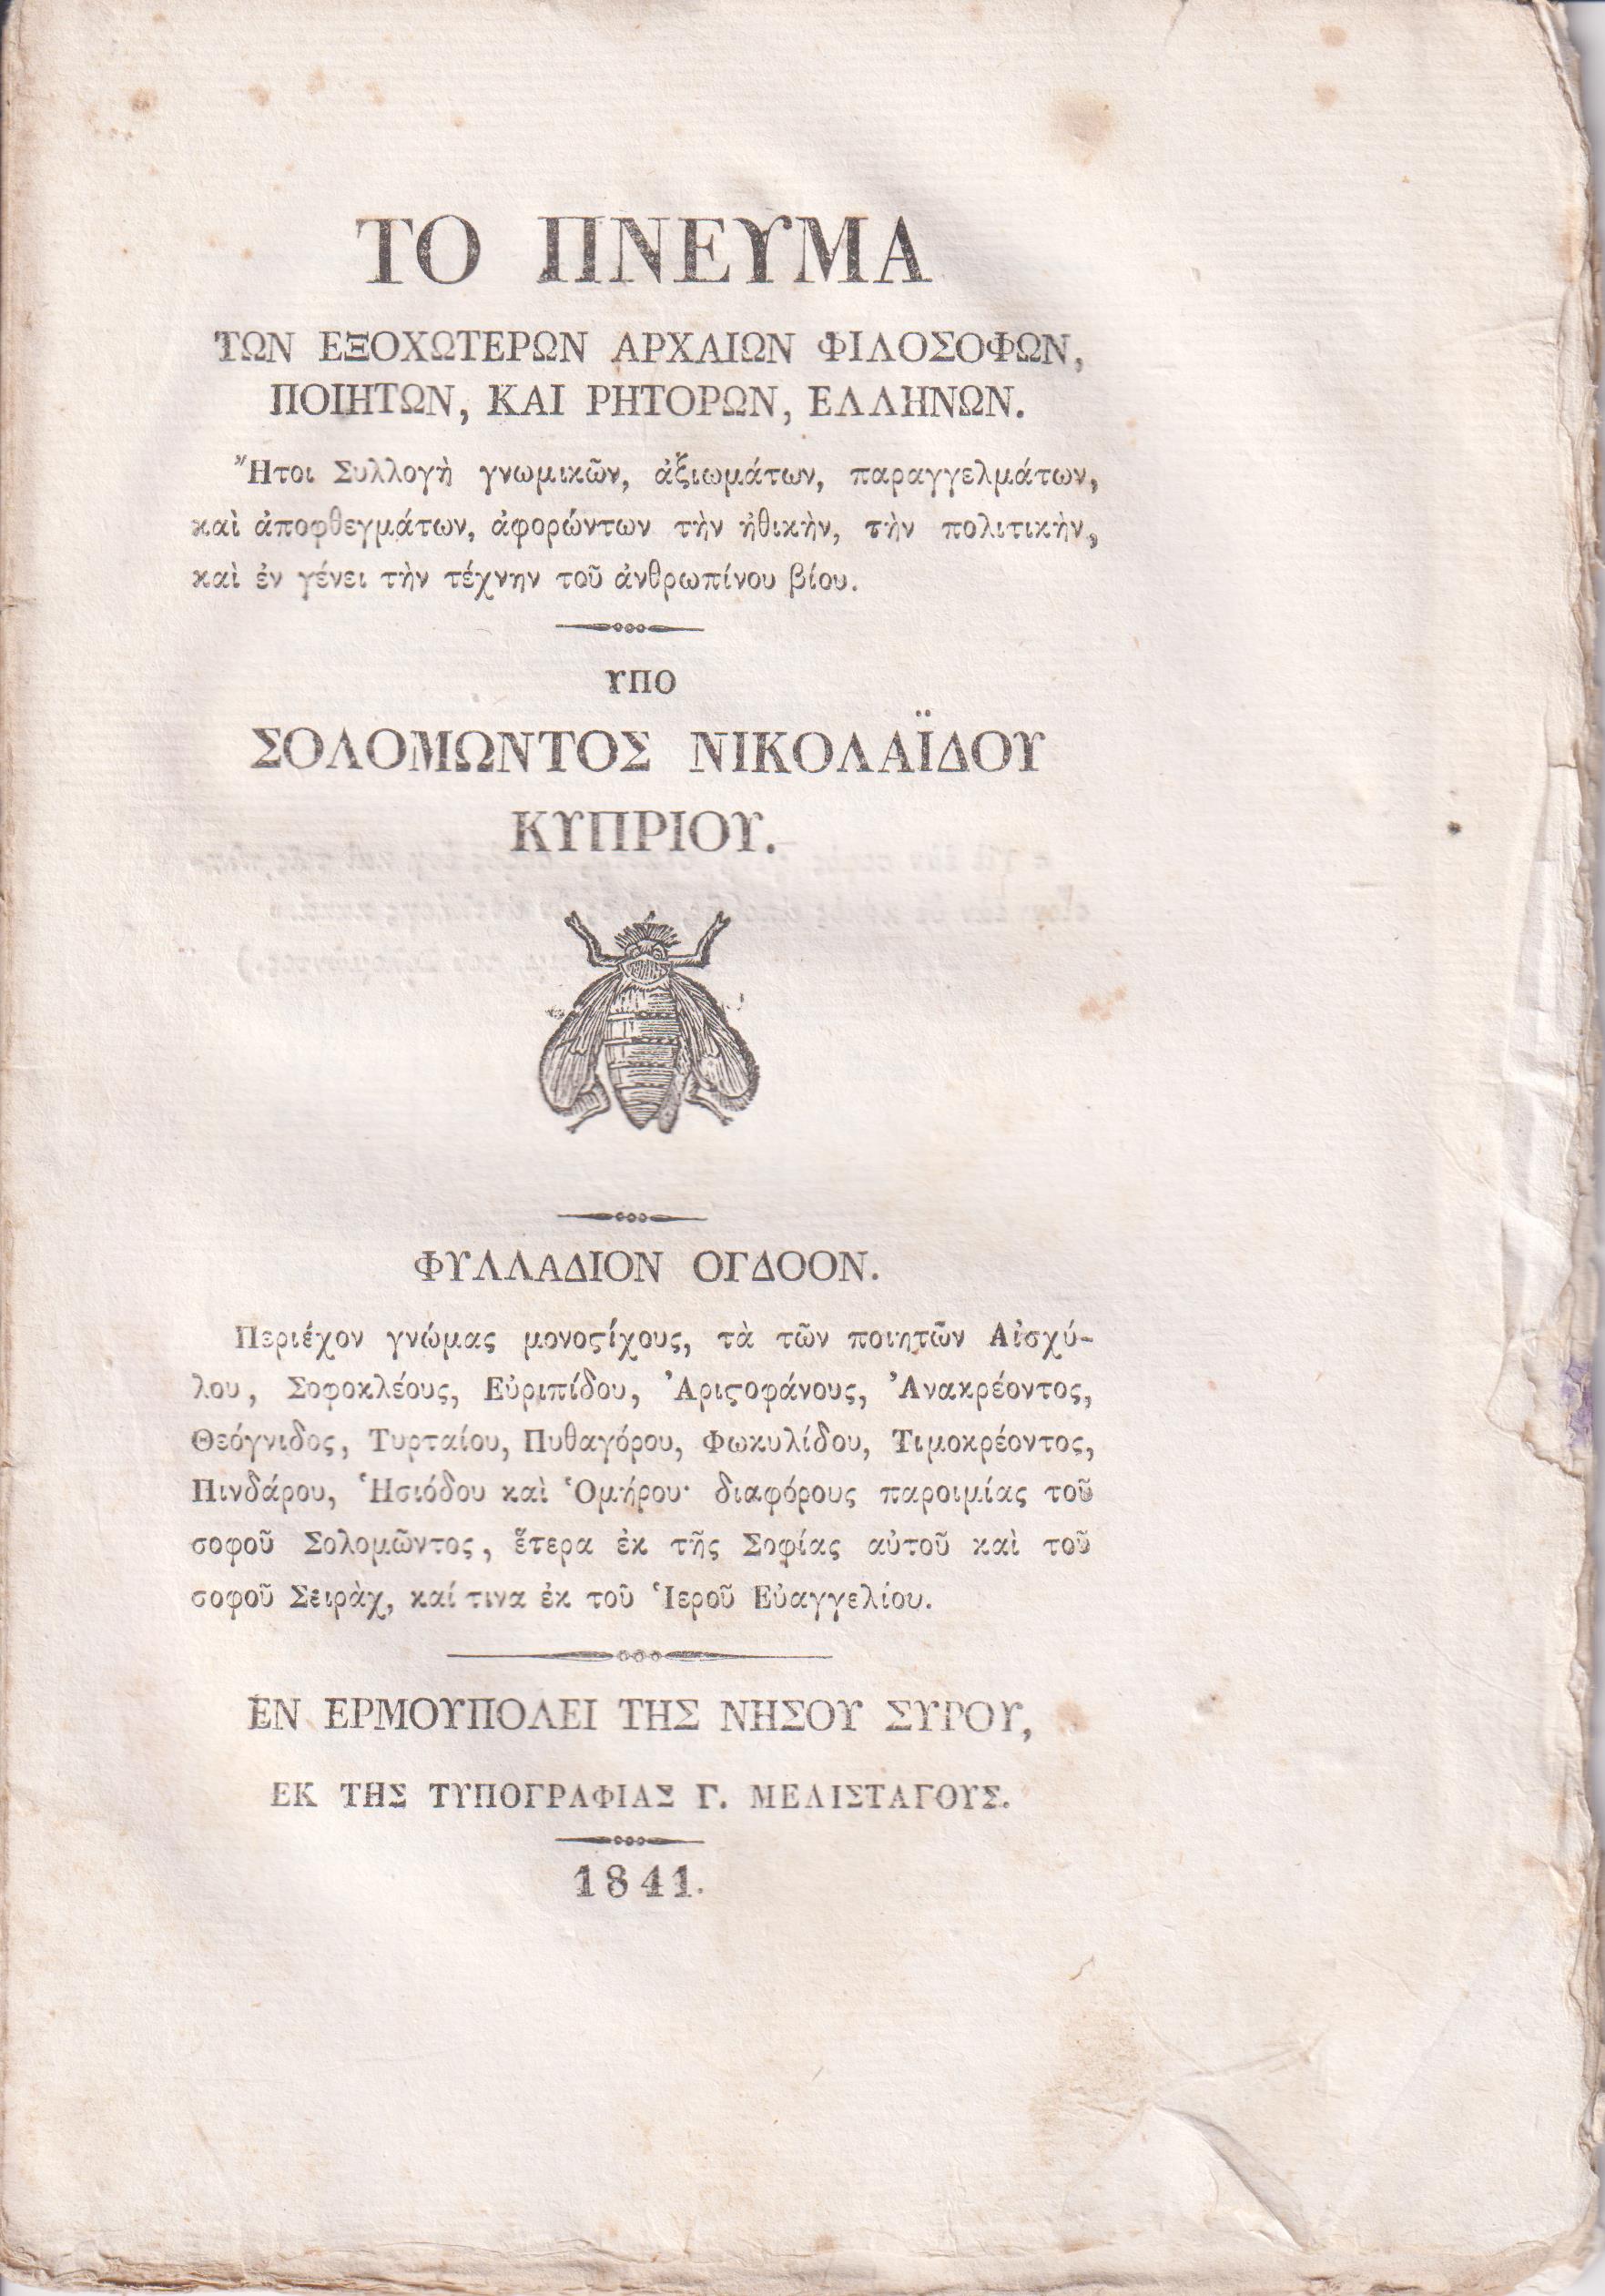 ΤΟ ΠΝΕΥΜΑ
ΤΩΝ ΕΞΟΧΩΤΕΡΩΝ ΑΡΧΑΙΩΝ ΦΙΛΟΣΟΦΩΝ,
ΠΟΙΗΤΩΝ, ΚΑΙ ΡΗΤΟΡΩΝ, ΕΛΛΗΝΩΝ.
Ἤτοι Συλλογὴ γνωμικῶν, ἀξιωμάτων, παραγγελμάτων,
καὶ ἀποφθεγμάτων, ἀφορώντων τὴν ἠθικὴν, τὴν πολιτικὴν,
καὶ ἐν γένει τὴν τέχνην τοῦ ἀνθρωπίνου βίου.
ΥΠΟ
ΣΟΛΟΜΩΝΤΟΣ ΝΙΚΟΛΑΪΔΟΥ
ΚΥΠΡΙΟΥ.
ΦΥΛΛΑΔΙΟΝ ΟΓΔΟΟΝ.
Περιέχον γνώμας μονοϛίχους, τὰ τῶν ποιητῶν Αἰσχύ-
λου, Σοφοκλέους, Εὐριπίδου, Ἀριϛοφάνους, Ἀνακρέοντος,
Θεόγνιδος, Τυρταίου, Πυθαγόρου, Φωκυλίδου, Τιμοκρέοντος,
Πινδάρου, Ἡσιόδου καὶ Ὁμήρου· διαφόρους παροιμίας τοῦ
σοφοῦ Σολομῶντος, ἕτερα ἐκ τῆς Σοφίας αὐτοῦ καὶ τοῦ
σοφοῦ Σειρὰχ, καί τινα ἐκ τοῦ Ἱεροῦ Εὐαγγελίου.
ΕΝ ΕΡΜΟΥΠΟΛΕΙ ΤΗΣ ΝΗΣΟΥ ΣΥΡΟΥ,
ΕΚ ΤΗΣ ΤΥΠΟΓΡΑΦΙΑΣ Γ. ΜΕΛΙΣΤΑΓΟΥΣ.
1841.